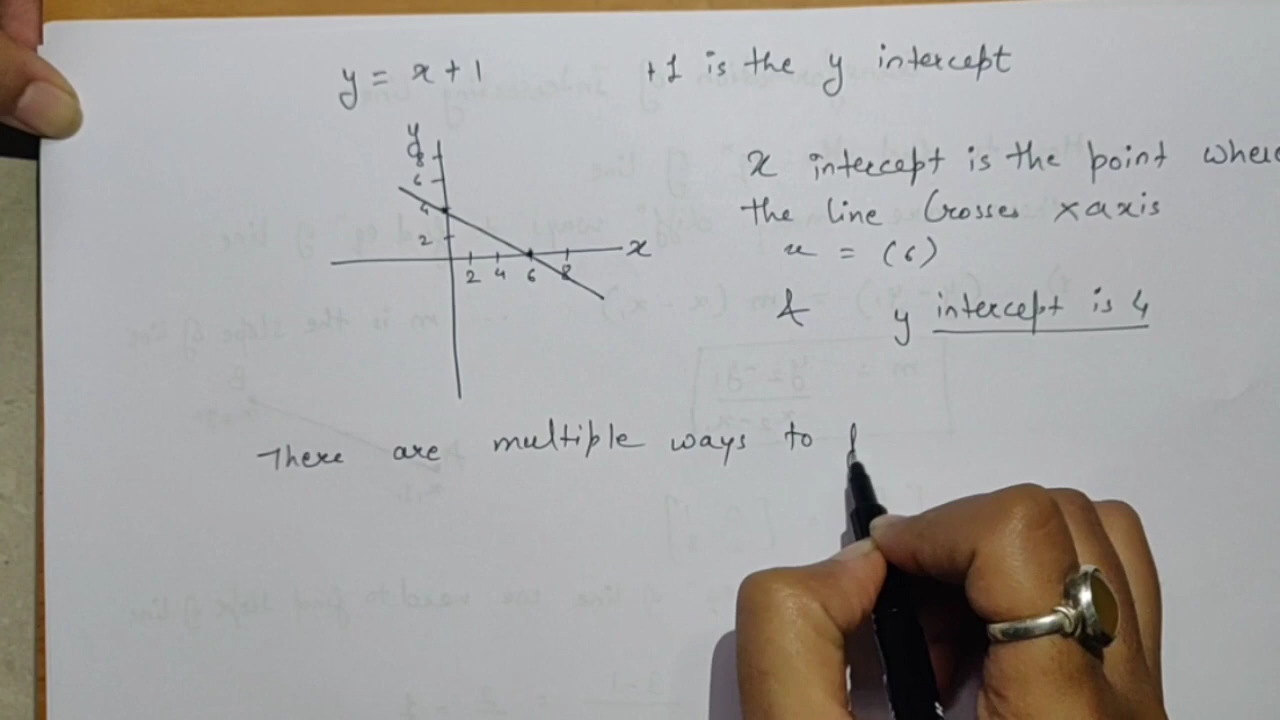 y = x + 1
+1 is the y intercept
y
8
6
4
2
x
2 4 6 8
x intercept is the point where
the line Crosses x axis
x = (6)
& y intercept is 4
There are multiple ways to